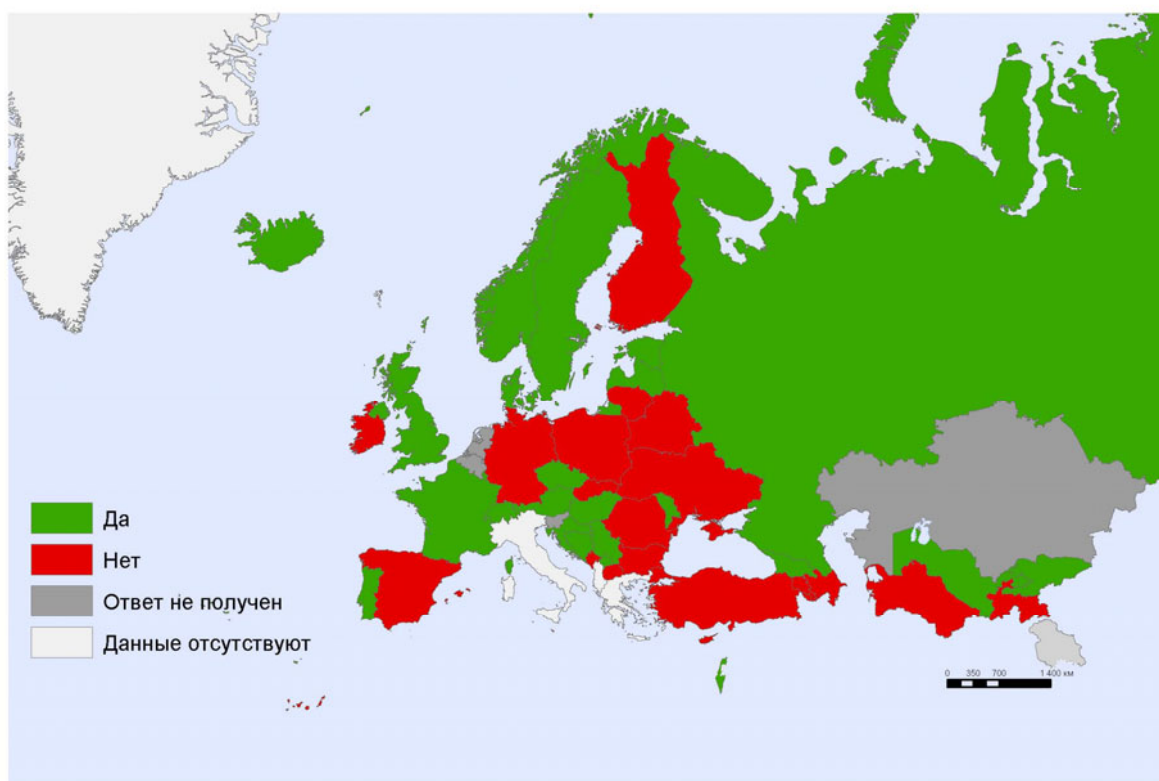 Да
Нет
Ответ не получен
Данные отсутствуют
0 350 700 1 400 км